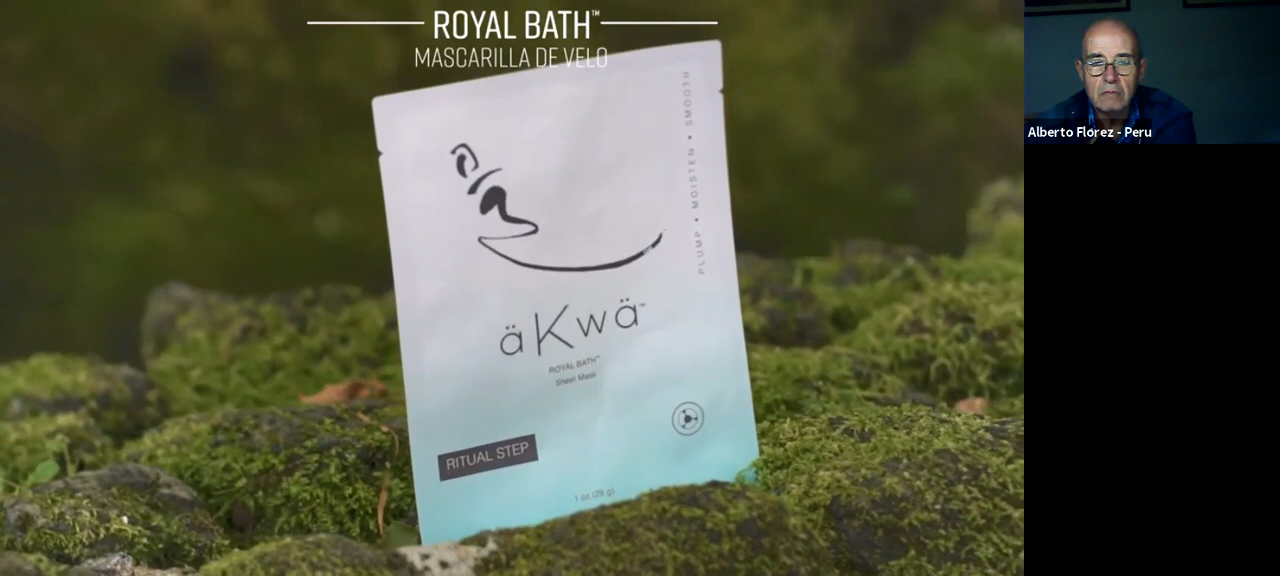 ROYAL BATH™
MASCARILLA DE VELO
PLUMP • MOISTEN • SMOOTH
äKwä™
ROYAL BATH™
Sheet Mask
RITUAL STEP
1 oz (28 g)
Alberto Florez - Peru